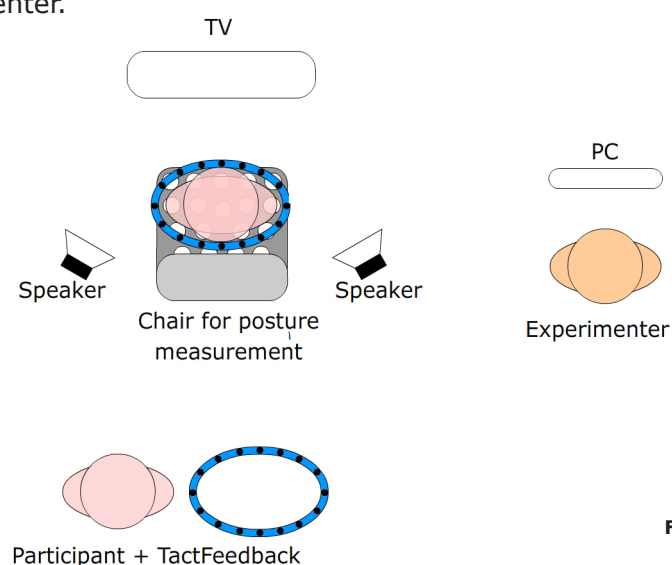 enter.
TV
PC
Speaker
Speaker
Chair for posture
measurement
Experimenter
Participant + TactFeedback
F